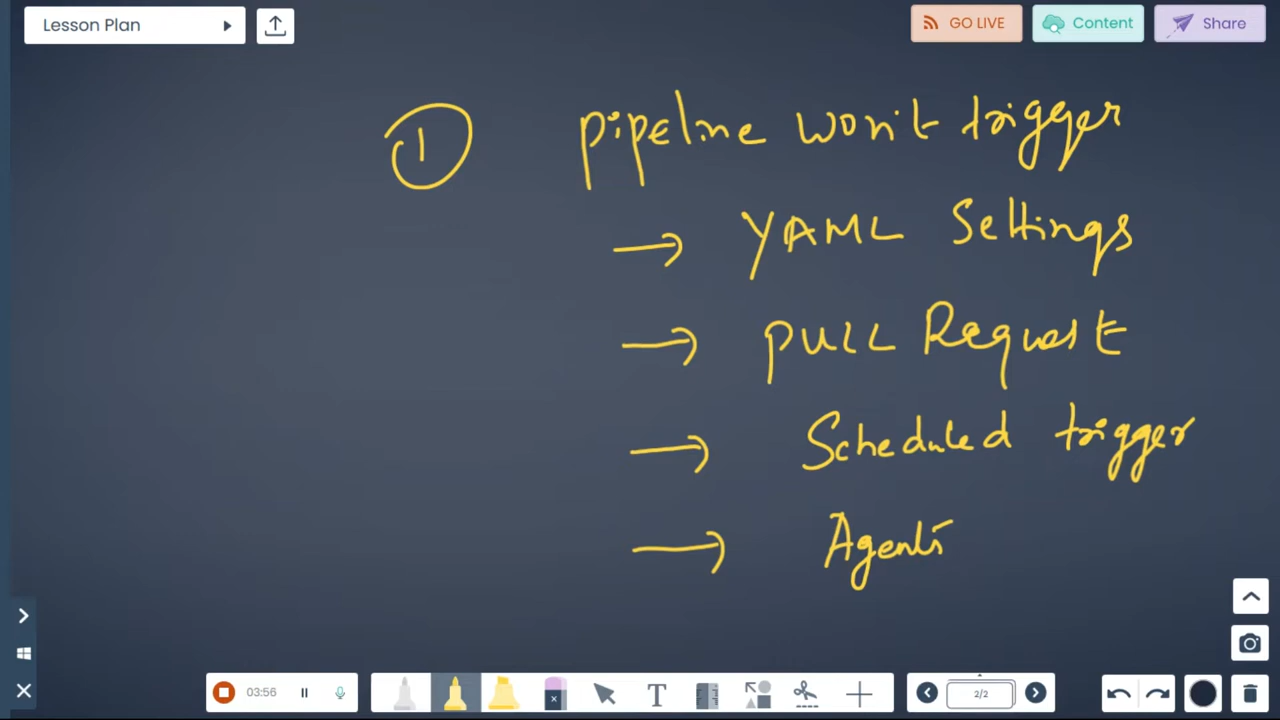 Lesson Plan
GO LIVE
Content
Share
① pipeline won't trigger
→ YAML Settings
→ PULL Request
→ Scheduled trigger
→ Agents
03:56
T
2/2